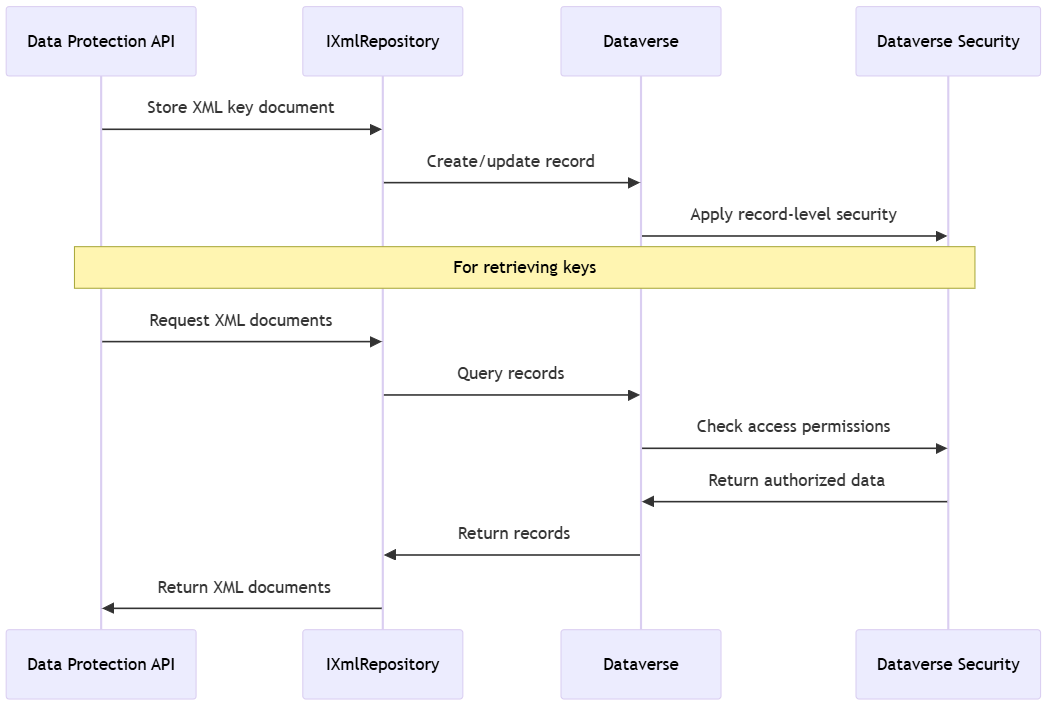 Data Protection API
IXmlRepository
Dataverse
Dataverse Security
Store XML key document
Create/update record
Apply record-level security
For retrieving keys
Request XML documents
Query records
Check access permissions
Return authorized data
Return records
Return XML documents
Data Protection API
IXmlRepository
Dataverse
Dataverse Security